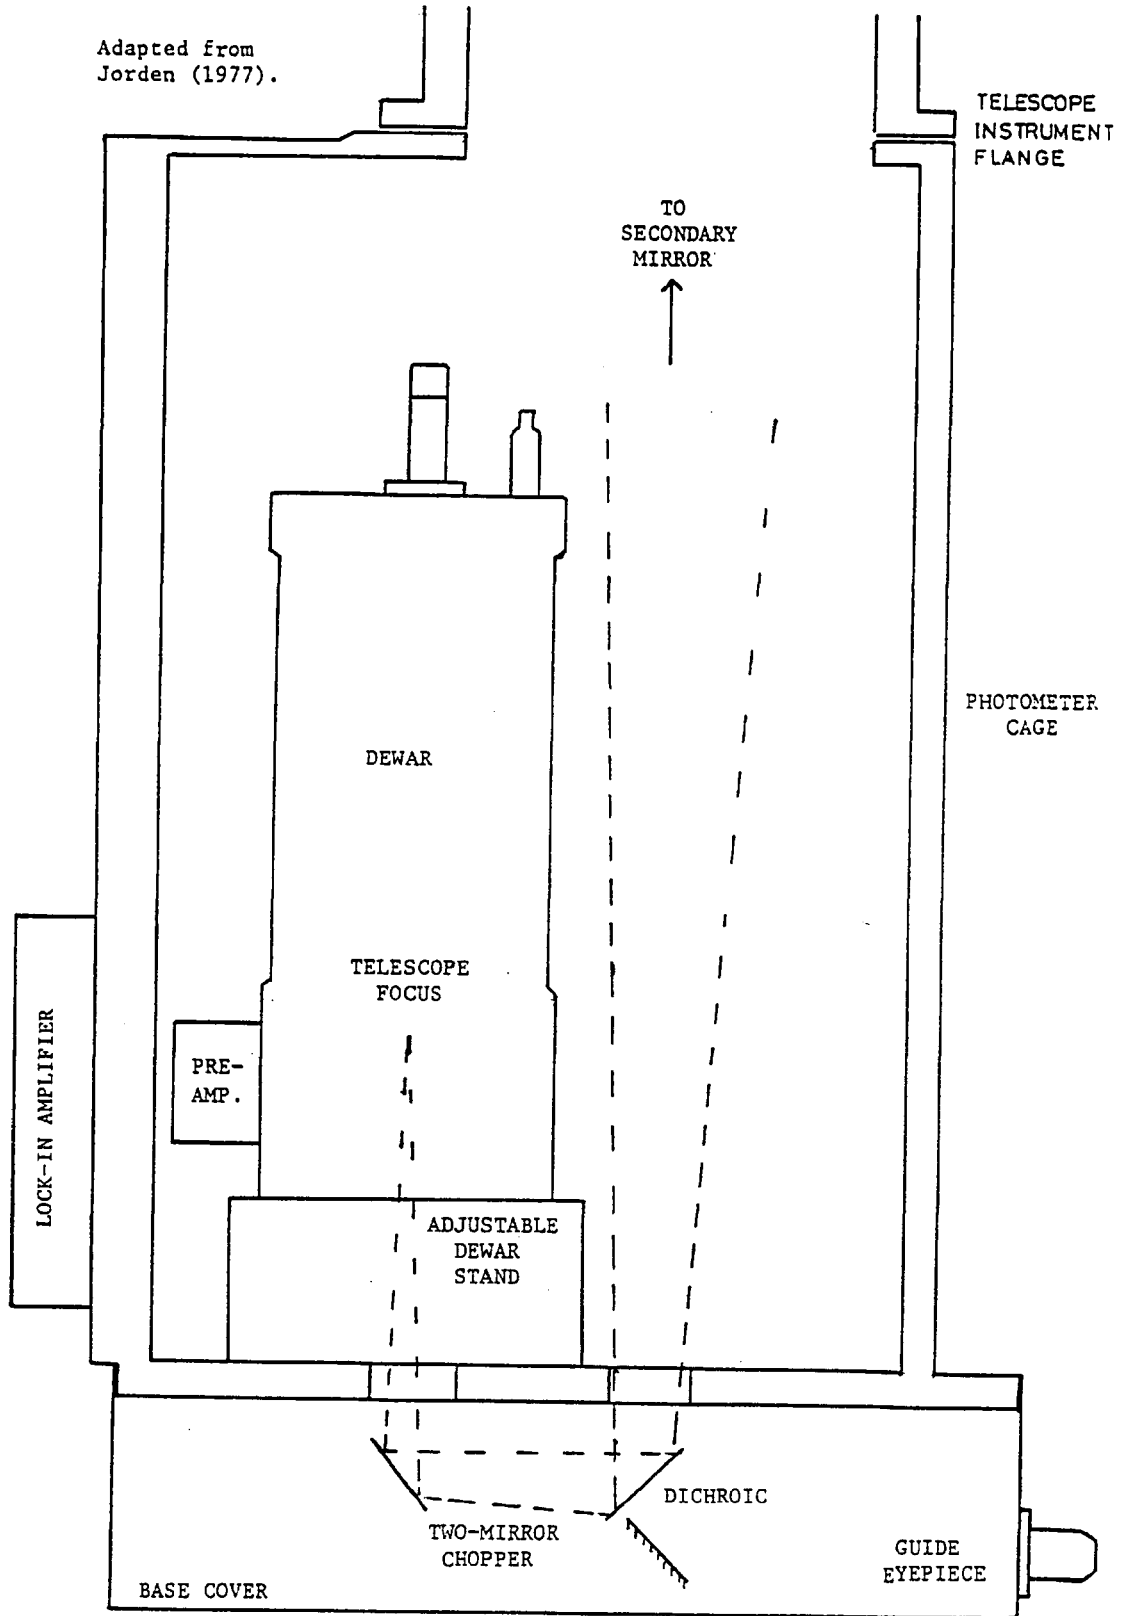 Adapted from
Jorden (1977).
TELESCOPE
INSTRUMENT
FLANGE
TO
SECONDARY
MIRROR
PHOTOMETER
CAGE
DEWAR
TELESCOPE
FOCUS
PRE-
AMP.
LOCK-IN AMPLIFIER
ADJUSTABLE
DEWAR
STAND
DICHROIC
TWO-MIRROR
CHOPPER
GUIDE
EYEPIECE
BASE COVER